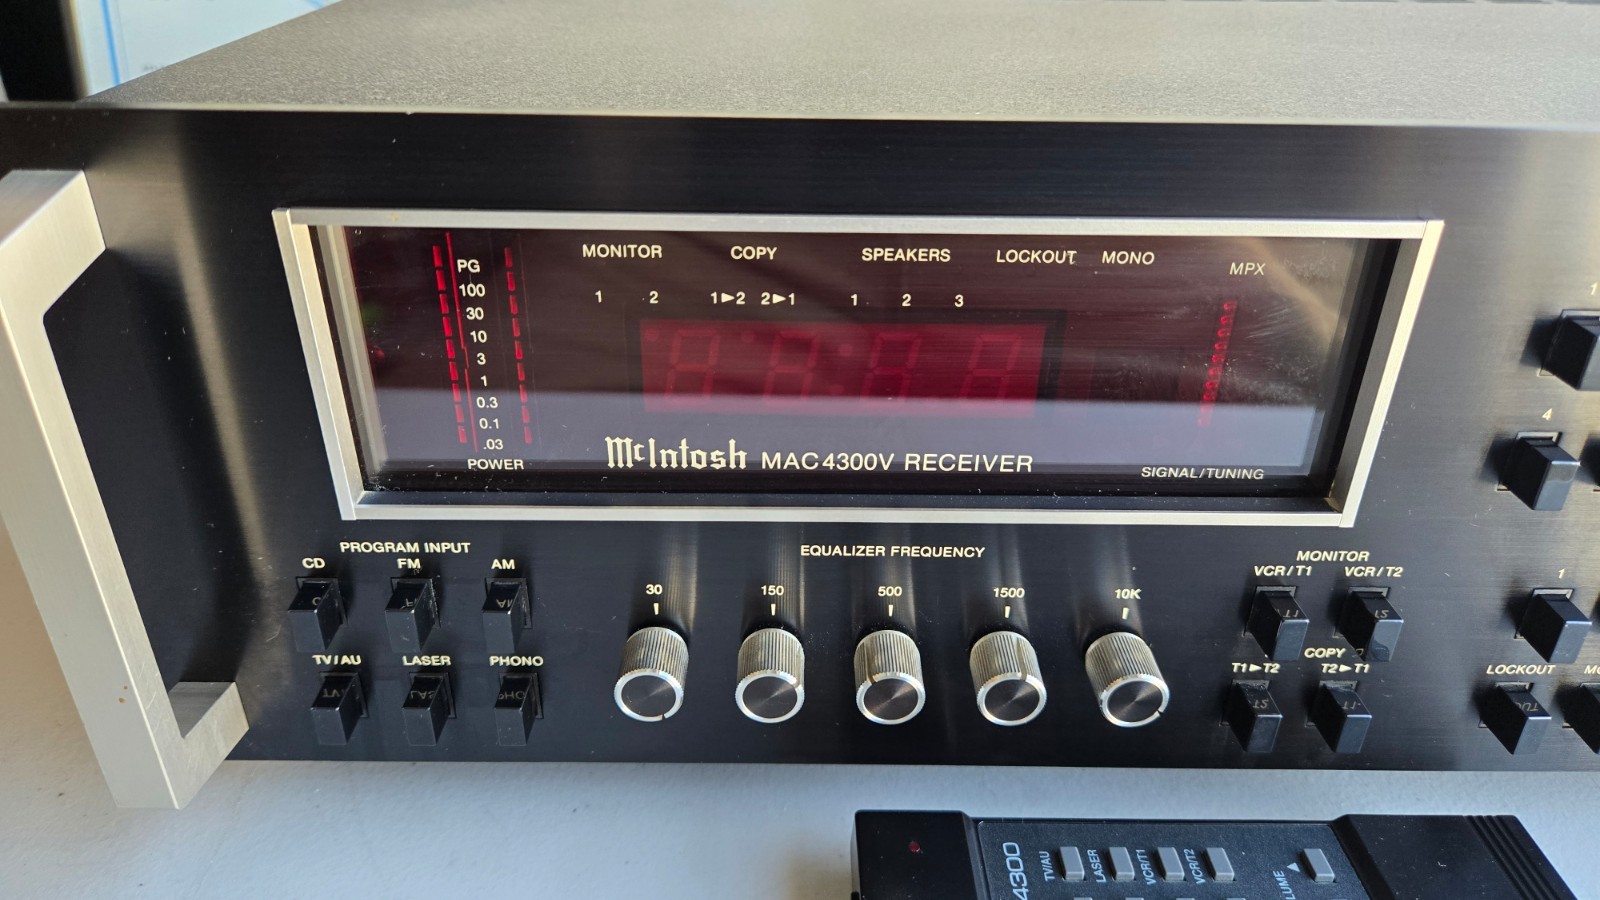 MONITOR COPY SPEAKERS LOCKOUT MONO MPX
1 2 1►2 2►1 1 2 3
PG
100
30
10
3
1
0.3
0.1
.03
POWER
McIntosh MAC4300V RECEIVER
SIGNAL/TUNING
PROGRAM INPUT
CD FM AM
TV/AU LASER PHONO
EQUALIZER FREQUENCY
30 150 500 1500 10K
MONITOR
VCR/T1 VCR/T2
COPY
T1►T2 T2►T1
1
4
1
LOCKOUT
4300
TV/AU
LASER
VCR/T1
VCR/T2
▲